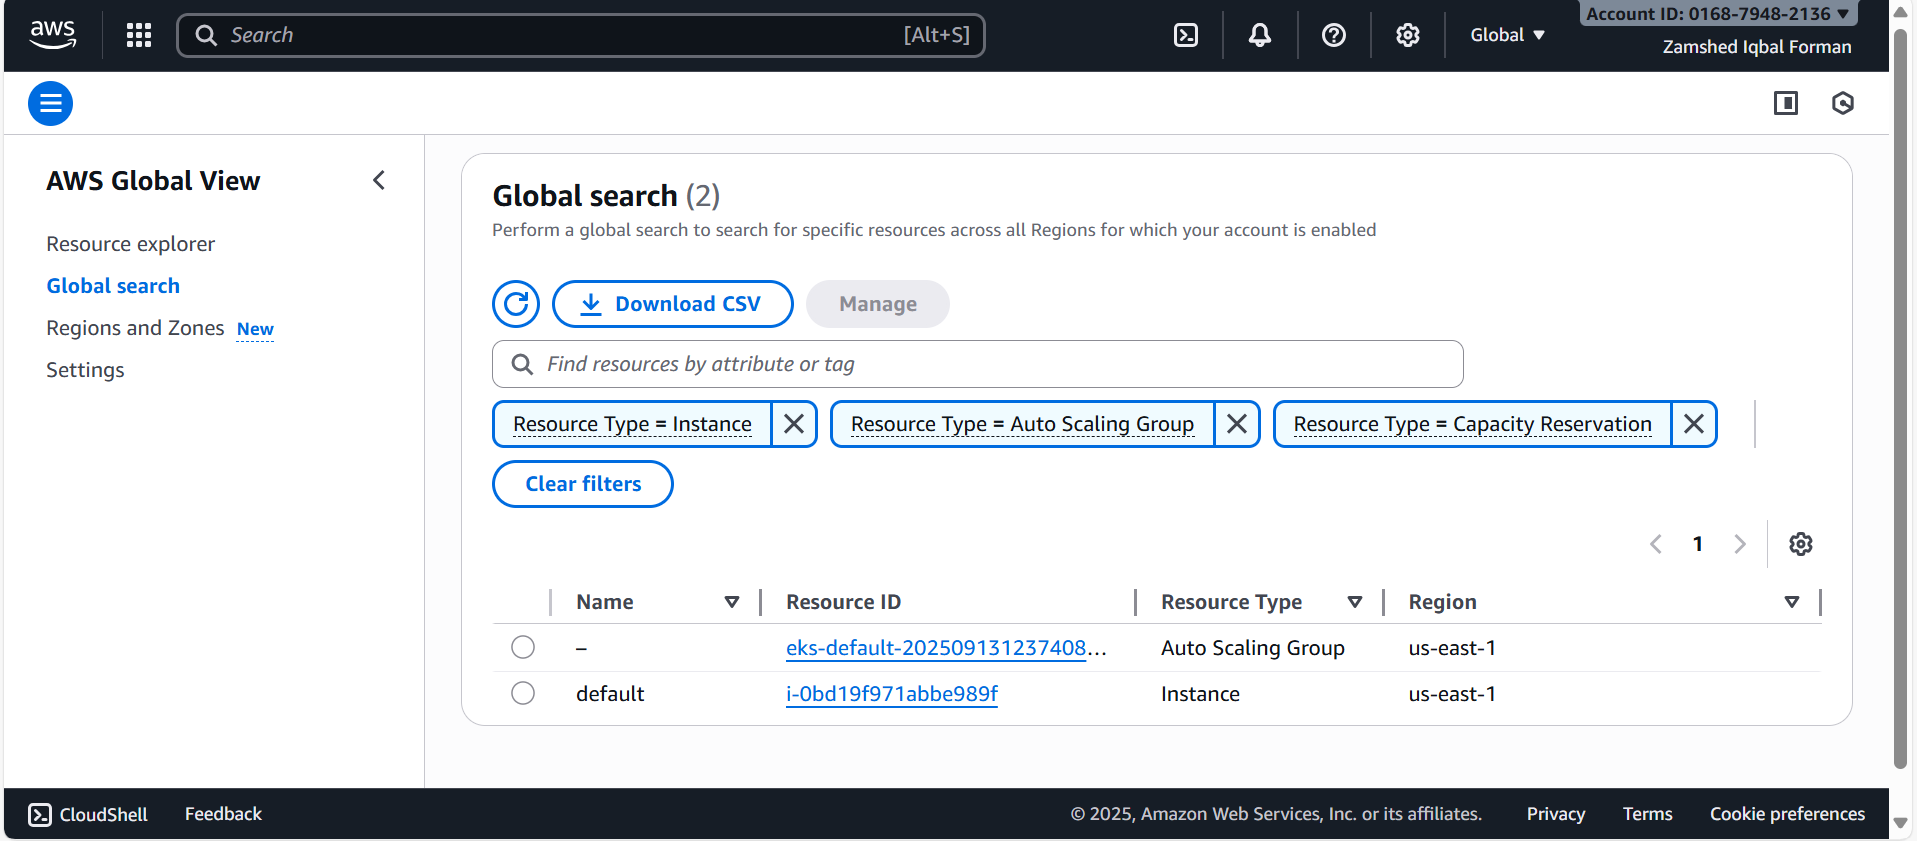 aws
Search [Alt+S]
Global
Account ID: 0168-7948-2136
Zamshed Iqbal Forman
AWS Global View
Resource explorer
Global search
Regions and Zones New
Settings
Global search (2)
Perform a global search to search for specific resources across all Regions for which your account is enabled
Download CSV
Manage
Find resources by attribute or tag
Resource Type = Instance
Resource Type = Auto Scaling Group
Resource Type = Capacity Reservation
Clear filters
1
Name Resource ID Resource Type Region
– eks-default-202509131237408... Auto Scaling Group us-east-1
default i-0bd19f971abbe989f Instance us-east-1
CloudShell Feedback © 2025, Amazon Web Services, Inc. or its affiliates. Privacy Terms Cookie preferences